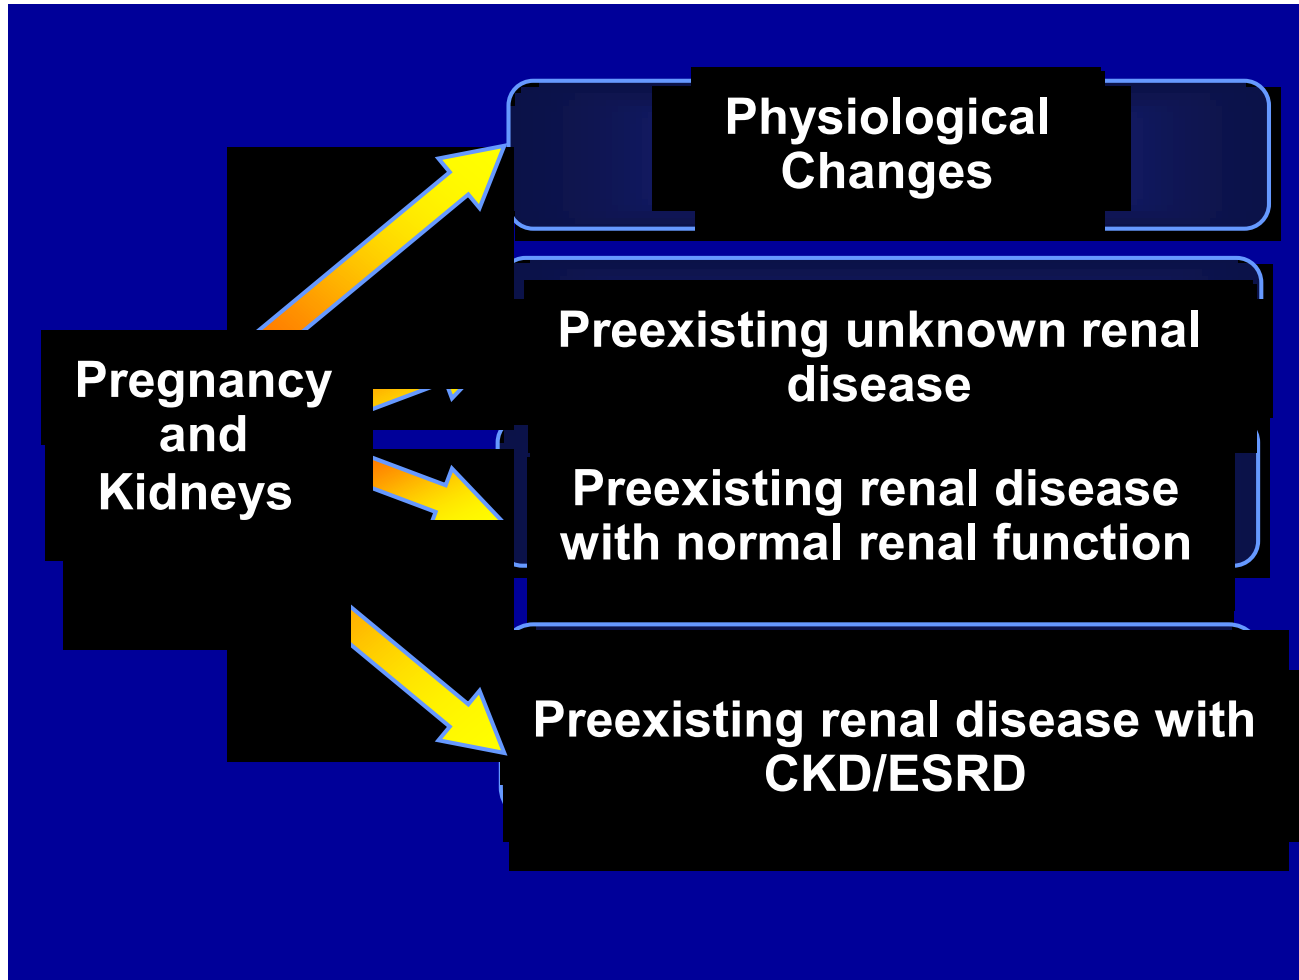 Physiological
Changes
Preexisting unknown renal
disease
Pregnancy
and
Kidneys
Preexisting renal disease
with normal renal function
Preexisting renal disease with
CKD/ESRD